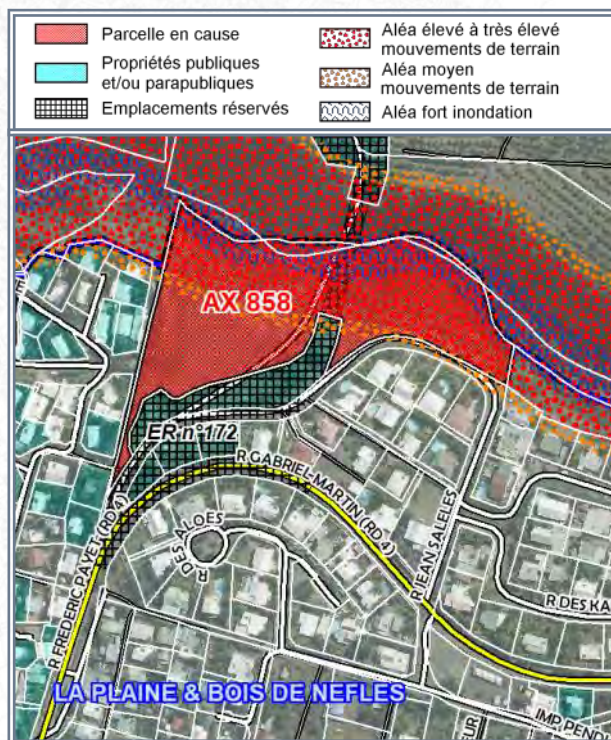 Parcelle en cause
Propriétés publiques
et/ou parapubliques
Emplacements réservés
Aléa élevé à très élevé
mouvements de terrain
Aléa moyen
mouvements de terrain
Aléa fort inondation
AX 858
ER n°172
R GABRIEL-MARTIN (RD 4)
R FREDERIC PAYET (RD 4)
R DES ALOES
R JEAN SALELES
R DES KA
LA PLAINE & BOIS DE NEFLES
IMP. PEND
UR